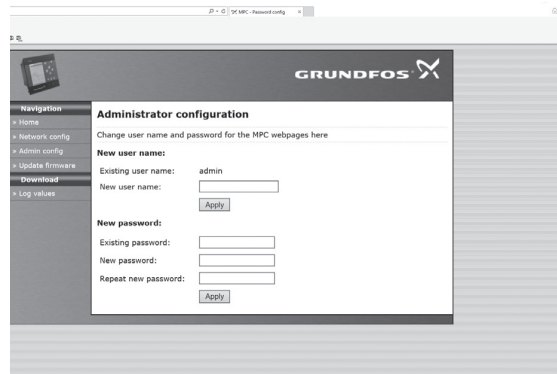 MPC - Password config
GRUNDFOS
Navigation
» Home
» Network config
» Admin config
» Update firmware
Download
» Log values
Administrator configuration
Change user name and password for the MPC webpages here
New user name:
Existing user name: admin
New user name:
Apply
New password:
Existing password:
New password:
Repeat new password:
Apply